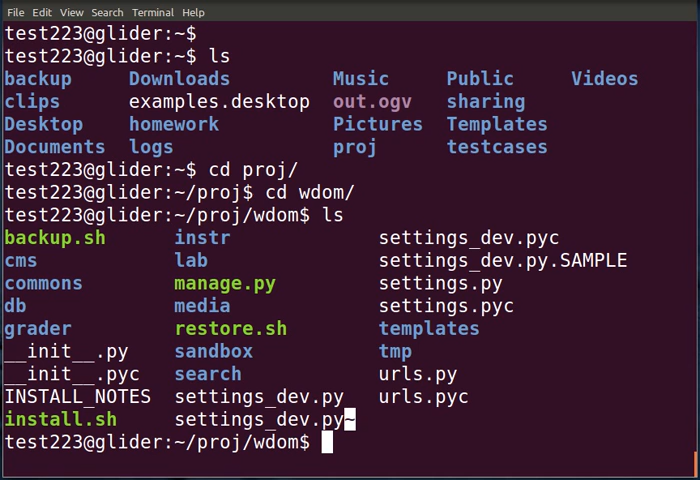 File Edit View Search Terminal Help
test223@glider:~$
test223@glider:~$ ls
backup Downloads Music Public Videos
clips examples.desktop out.ogv sharing
Desktop homework Pictures Templates
Documents logs proj testcases
test223@glider:~$ cd proj/
test223@glider:~/proj$ cd wdom/
test223@glider:~/proj/wdom$ ls
backup.sh instr settings_dev.pyc
cms lab settings_dev.py.SAMPLE
commons manage.py settings.py
db media settings.pyc
grader restore.sh templates
__init__.py sandbox tmp
__init__.pyc search urls.py
INSTALL_NOTES settings_dev.py urls.pyc
install.sh settings_dev.py~
test223@glider:~/proj/wdom$